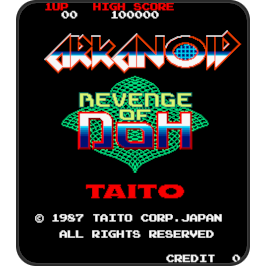 1UP HIGH SCORE
00 100000
ARKANOID
REVENGE
OF
DOH
TAITO
© 1987 TAITO CORP.JAPAN
ALL RIGHTS RESERVED
CREDIT 0